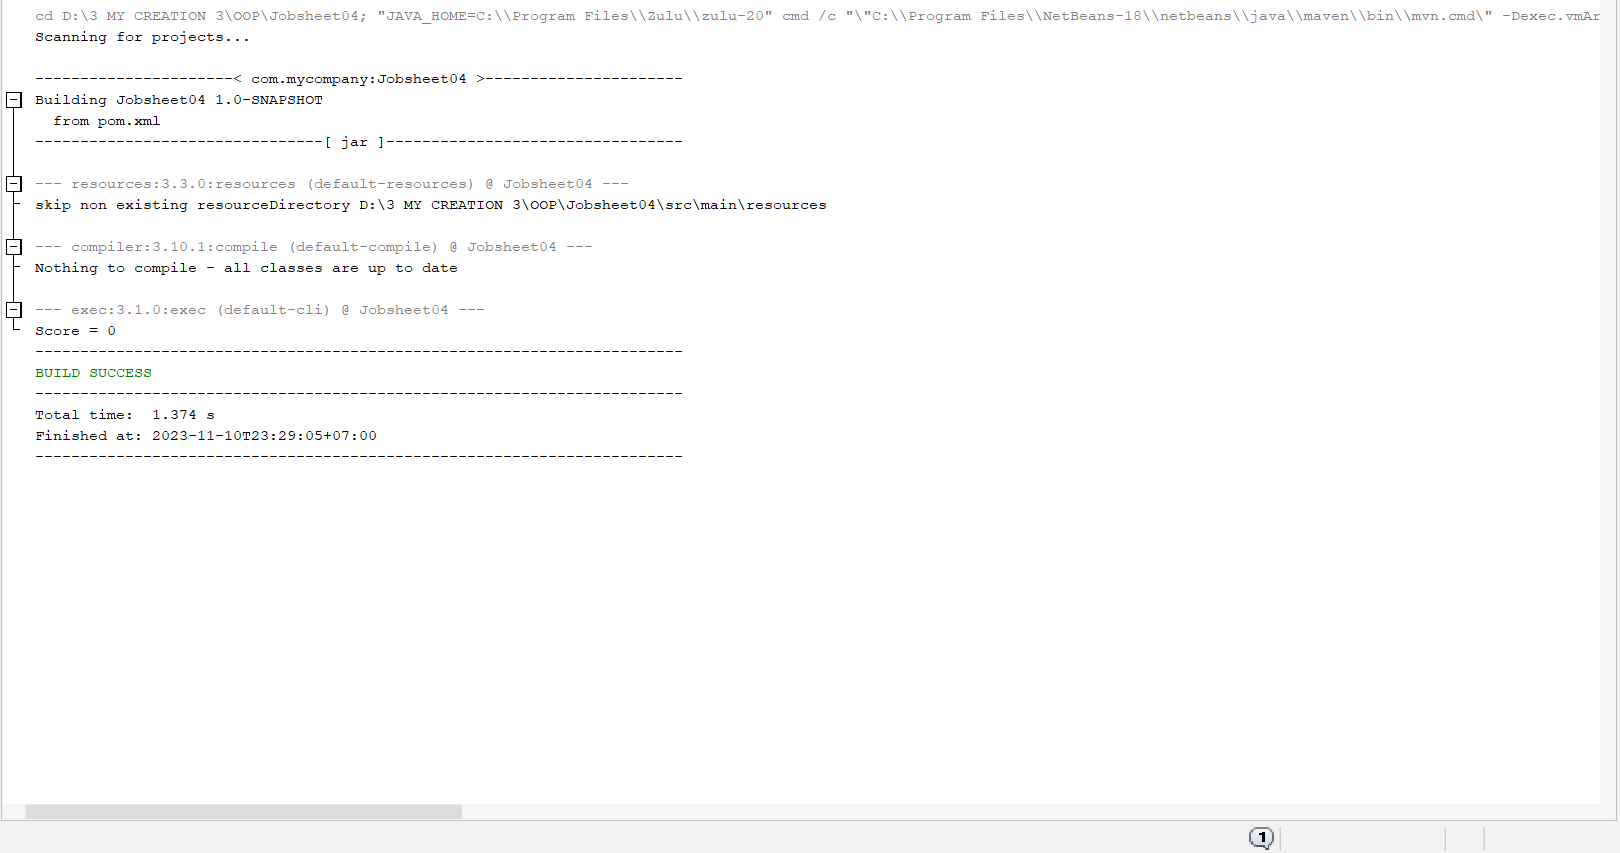 cd D:\3 MY CREATION 3\OOP\Jobsheet04; "JAVA_HOME=C:\\Program Files\\Zulu\\zulu-20" cmd /c "\"C:\\Program Files\\NetBeans-18\\netbeans\\java\\maven\\bin\\mvn.cmd\" -Dexec.vmAr
Scanning for projects...
----------------------< com.mycompany:Jobsheet04 >----------------------
Building Jobsheet04 1.0-SNAPSHOT
  from pom.xml
--------------------------------[ jar ]---------------------------------
--- resources:3.3.0:resources (default-resources) @ Jobsheet04 ---
skip non existing resourceDirectory D:\3 MY CREATION 3\OOP\Jobsheet04\src\main\resources
--- compiler:3.10.1:compile (default-compile) @ Jobsheet04 ---
Nothing to compile - all classes are up to date
--- exec:3.1.0:exec (default-cli) @ Jobsheet04 ---
Score = 0
------------------------------------------------------------------------
BUILD SUCCESS
------------------------------------------------------------------------
Total time:  1.374 s
Finished at: 2023-11-10T23:29:05+07:00
------------------------------------------------------------------------
1